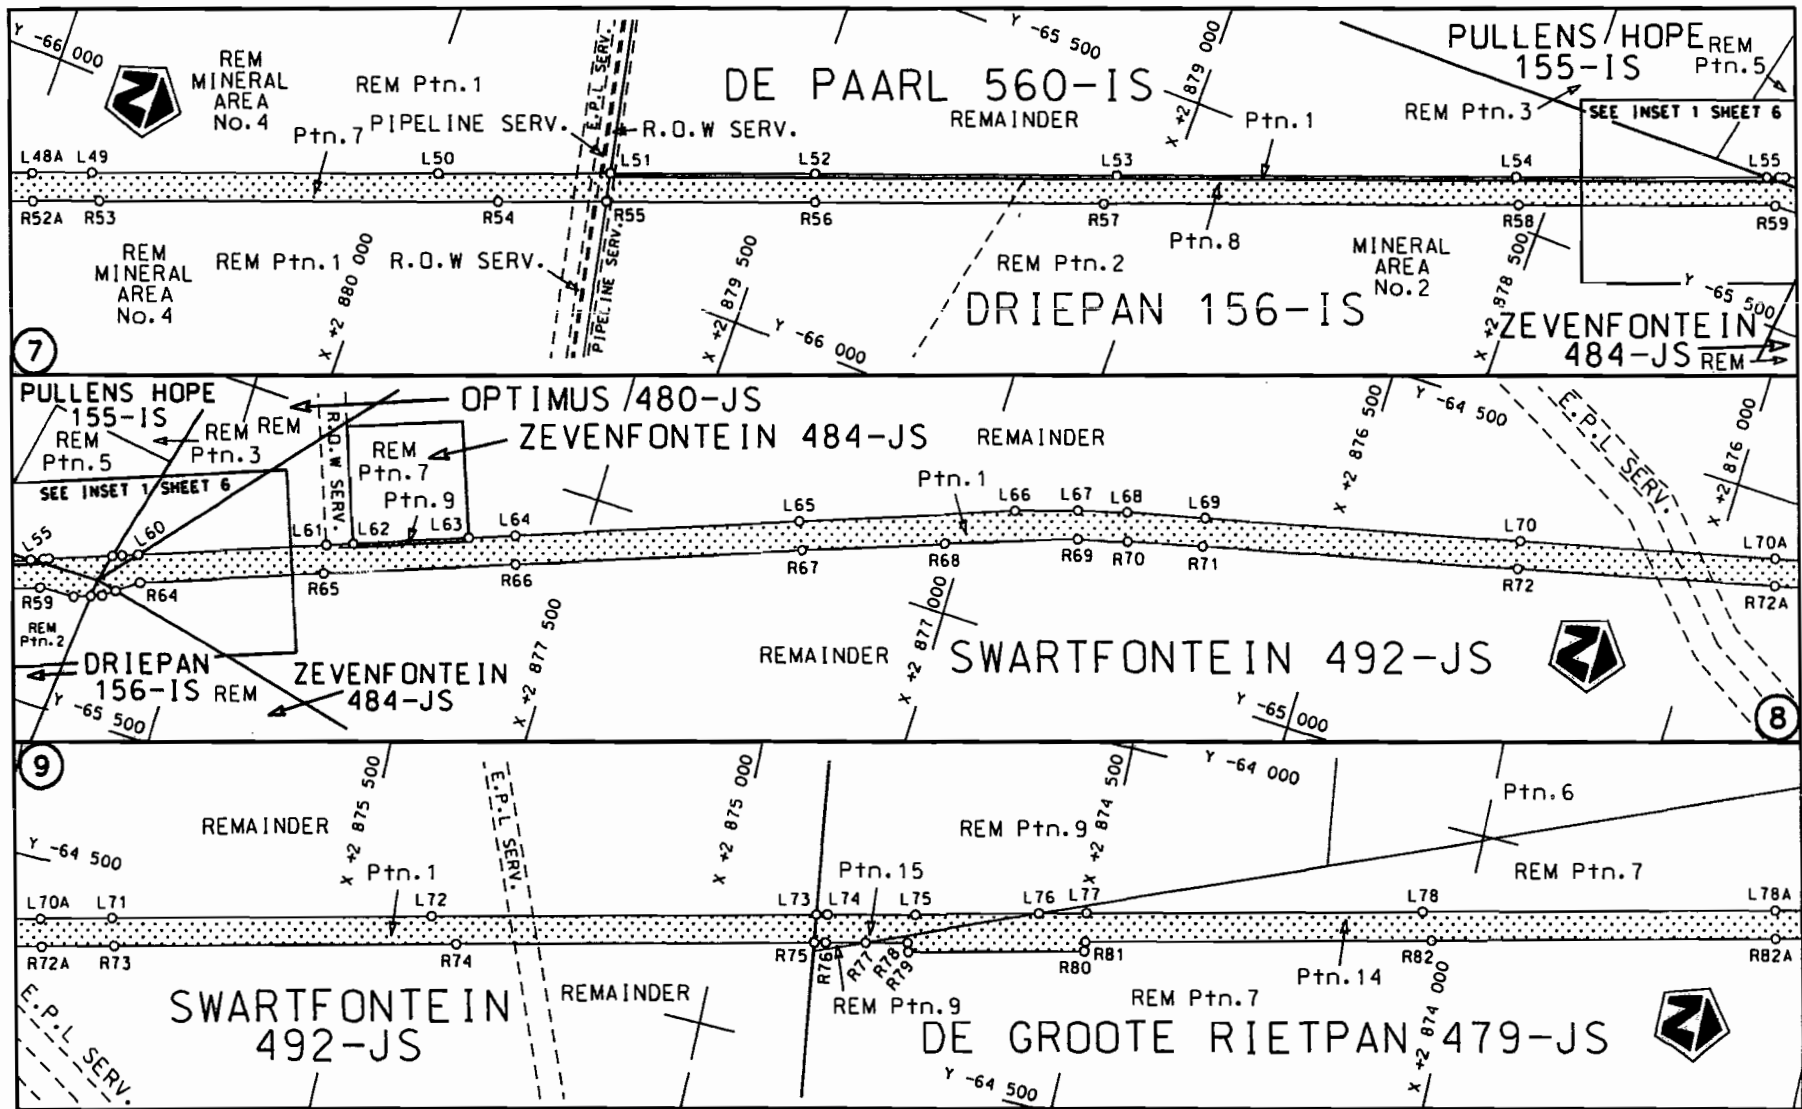 Y -66 000
REM
MINERAL
AREA
No.4
REM Ptn.1
Ptn.7
PIPELINE SERV.
E.P.L SERV.
R.O.W SERV.
DE PAARL 560-IS
REMAINDER
Y -65 500
X +2 879 000
Ptn.1
PULLENS HOPE
155-IS
REM
Ptn.5
REM Ptn.3
SEE INSET 1 SHEET 6
L48A L49 L50 L51 L52 L53 L54 L55
R52A R53 R54 R55 R56 R57 R58 R59
REM
MINERAL
AREA
No.4
REM Ptn.1
X +2 880 000
R.O.W SERV.
PIPELINE SERV.
X +2 879 500
Y -66 000
REM Ptn.2
Ptn.8
DRIEPAN 156-IS
MINERAL
AREA
No.2
X +2 878 500
Y -65 500
ZEVENFONTEIN
484-JS REM
7
PULLENS HOPE
155-IS
REM
Ptn.5
REM
Ptn.3
REM
OPTIMUS 480-JS
R.O.W SERV.
ZEVENFONTEIN 484-JS
REM
Ptn.7
Ptn.9
REMAINDER
Ptn.1
X +2 876 500
Y -64 500
E.P.L SERV.
X +2 876 000
SEE INSET 1 SHEET 6
L55 L60 L61 L62 L63 L64 L65 L66 L67 L68 L69 L70 L70A
R59 R64 R65 R66 R67 R68 R69 R70 R71 R72 R72A
REM
Ptn.2
DRIEPAN
156-IS REM
Y -65 500
ZEVENFONTEIN
484-JS
X +2 877 500
REMAINDER
X +2 877 000
SWARTFONTEIN 492-JS
Y -65 000
8
9
Y -64 500
REMAINDER
X +2 875 500
Ptn.1
E.P.L SERV.
X +2 875 000
Ptn.15
REM Ptn.9
X +2 874 500
Y -64 000
Ptn.6
REM Ptn.7
L70A L71 L72 L73 L74 L75 L76 L77 L78 L78A
R72A R73 R74 R75 R76 R77 R78 R79 R80 R81 R82 R82A
E.P.L SERV.
SWARTFONTEIN
492-JS
REMAINDER
REM Ptn.9
REM Ptn.7
Ptn.14
DE GROOTE RIETPAN 479-JS
Y -64 500
X +2 874 000